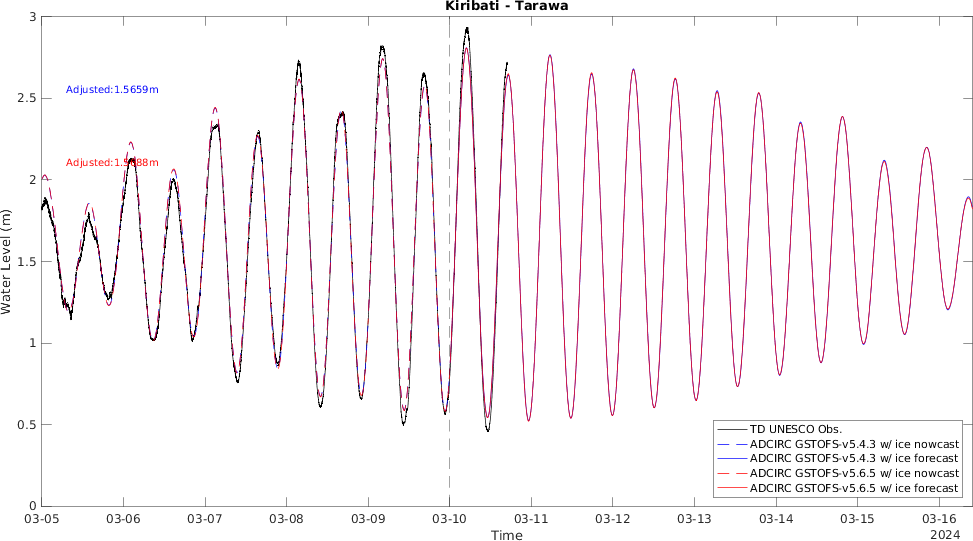 Kiribati - Tarawa
3
2.5
2
1.5
1
0.5
0
Water Level (m)
Adjusted:1.5659m
TD UNESCO Obs.
ADCIRC GSTOFS-v5.4.3 w/ ice nowcast
ADCIRC GSTOFS-v5.4.3 w/ ice forecast
ADCIRC GSTOFS-v5.6.5 w/ ice nowcast
ADCIRC GSTOFS-v5.6.5 w/ ice forecast
03-05 03-06 03-07 03-08 03-09 03-10 03-11 03-12 03-13 03-14 03-15 03-16
Time
2024